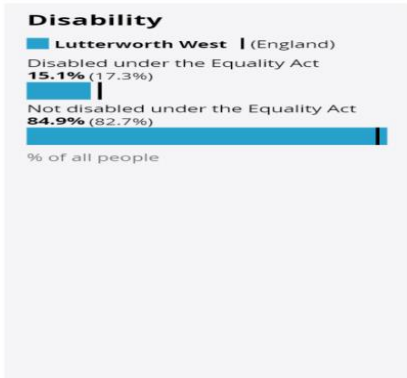 Disability
Lutterworth West | (England)
Disabled under the Equality Act
15.1% (17.3%)
Not disabled under the Equality Act
84.9% (82.7%)
% of all people